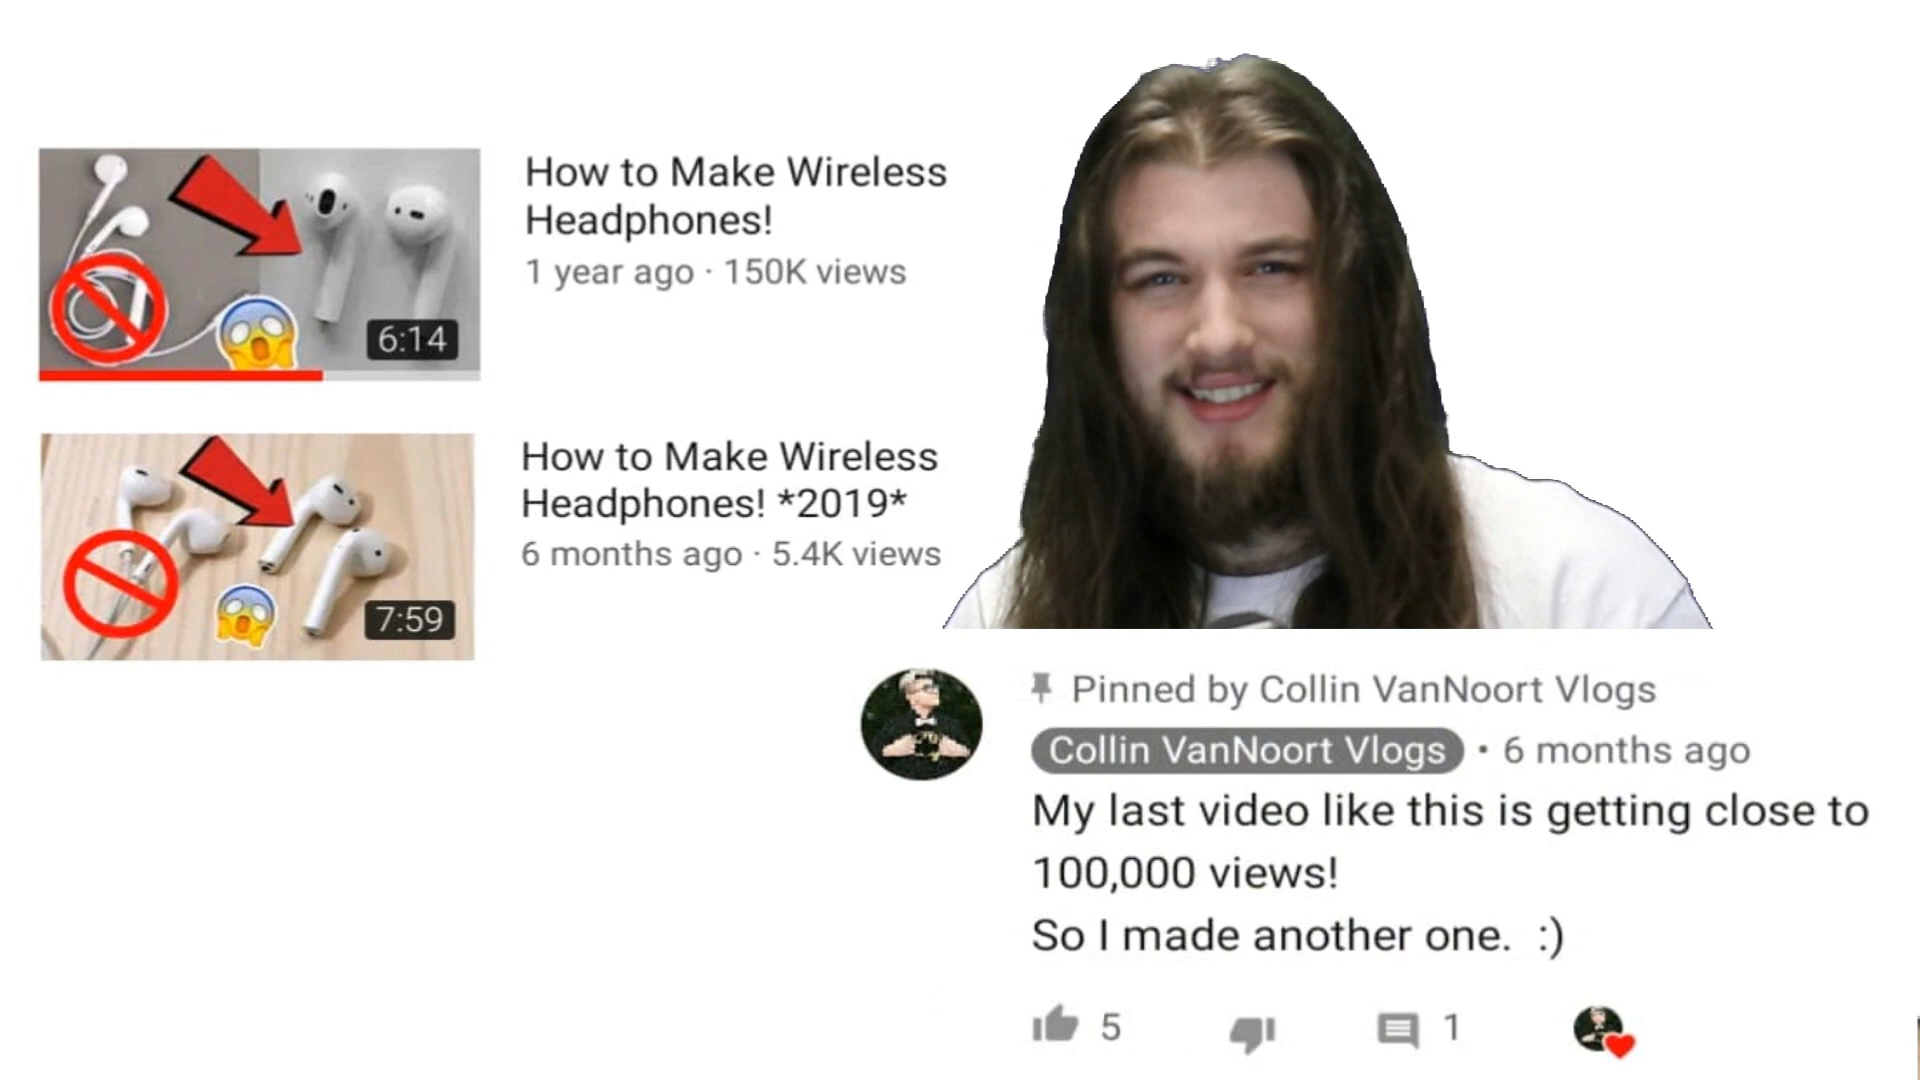 How to Make Wireless
Headphones!
1 year ago · 150K views
6:14
How to Make Wireless
Headphones! *2019*
6 months ago · 5.4K views
7:59
Pinned by Collin VanNoort Vlogs
Collin VanNoort Vlogs • 6 months ago
My last video like this is getting close to
100,000 views!
So I made another one. :)
5 1